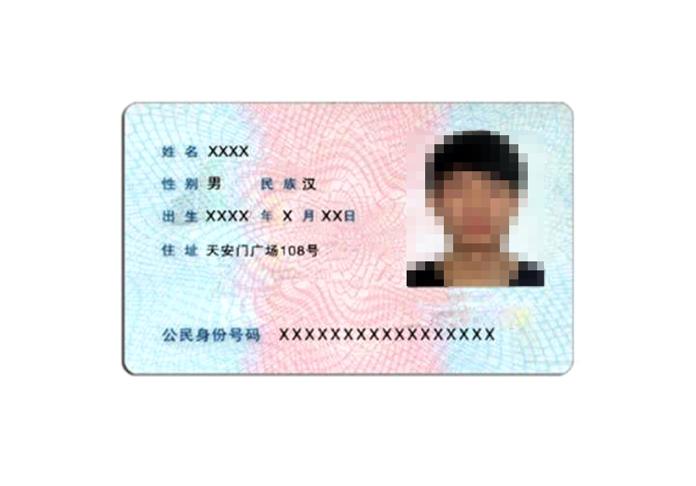 姓 名 XXXX
性 别 男 民 族 汉
出 生 XXXX 年 X 月 XX日
住 址 天安门广场108号
公民身份号码 XXXXXXXXXXXXXXXXX